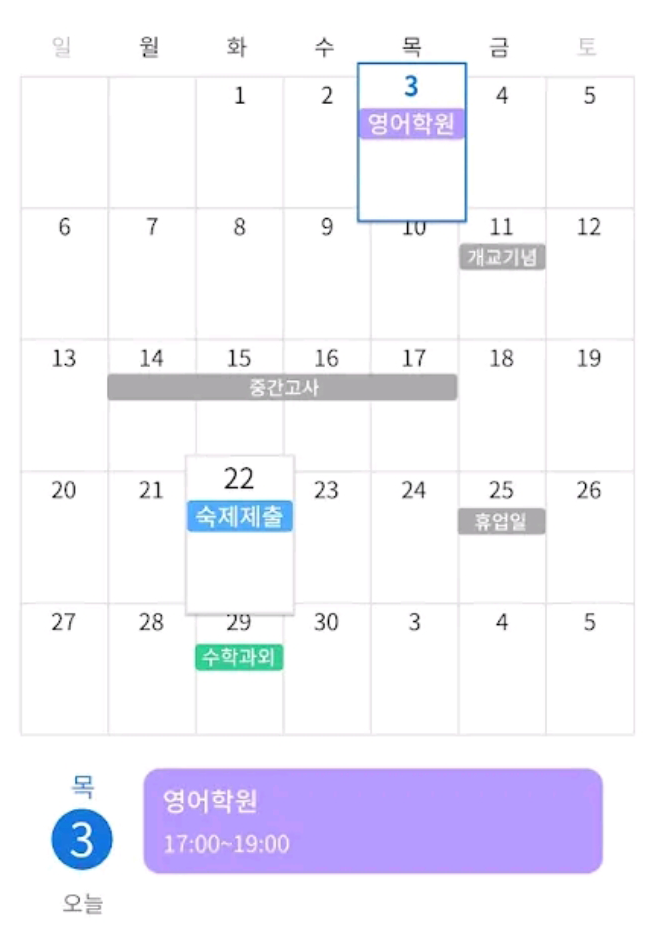 일 월 화 수 목 금 토
1 2 3 4 5
영어학원
6 7 8 9 10 11 12
개교기념
13 14 15 16 17 18 19
중간고사
20 21 22 23 24 25 26
숙제제출 휴업일
27 28 29 30 3 4 5
수학과외
목
3
오늘
영어학원
17:00~19:00